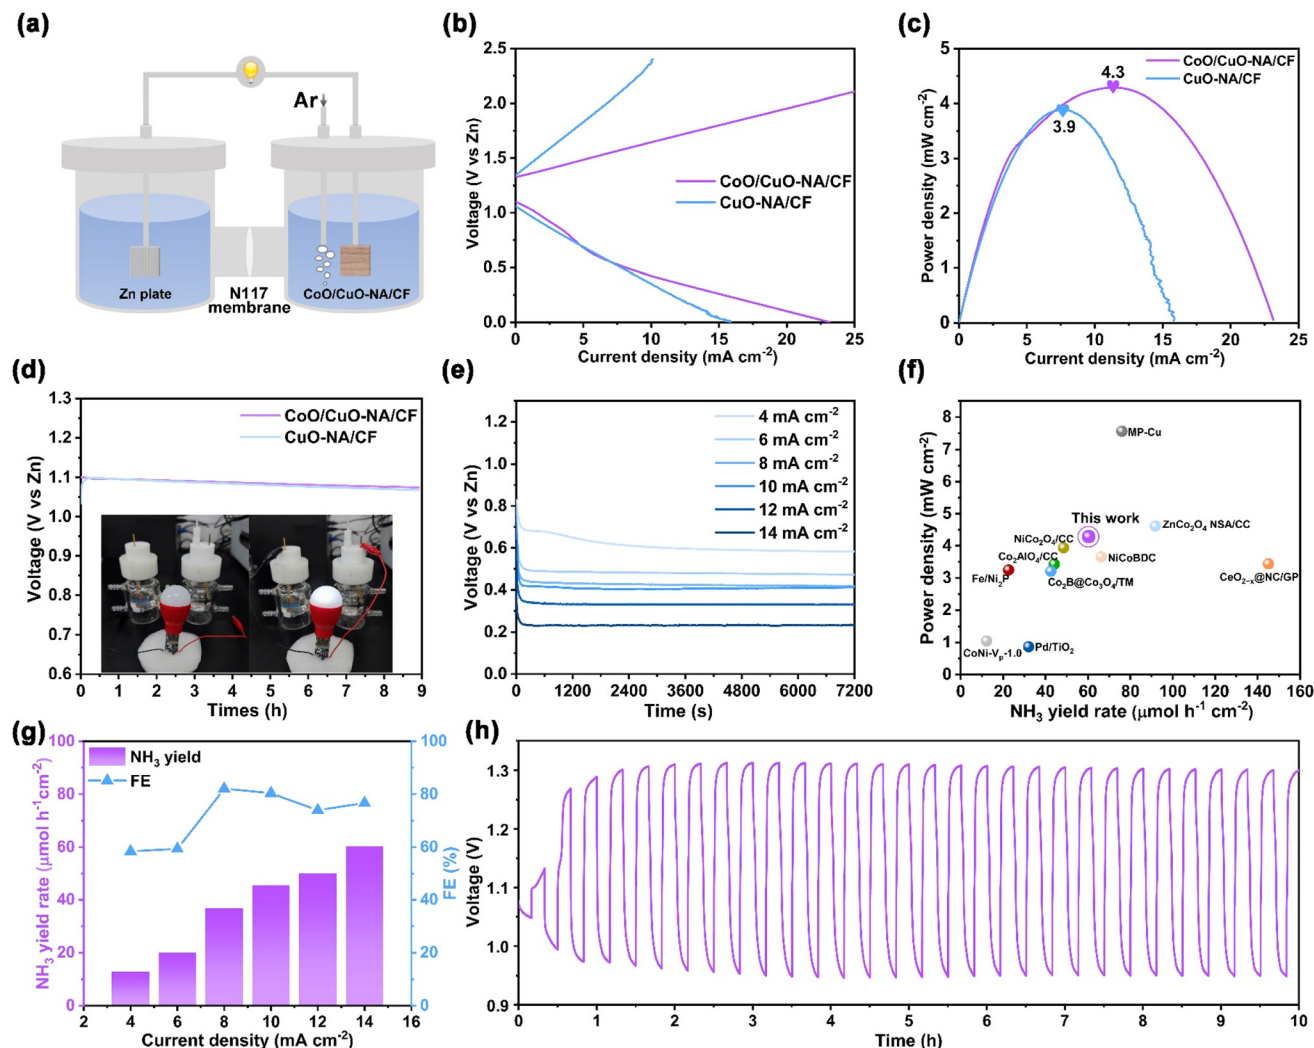 (a)
Ar
Zn plate
N117
membrane
CoO/CuO-NA/CF
(b)
2.5
2.0
1.5
1.0
0.5
0.0
Voltage (V vs Zn)
CoO/CuO-NA/CF
CuO-NA/CF
0 5 10 15 20 25
Current density (mA cm⁻²)
(c)
5
4
3
2
1
0
Power density (mW cm⁻²)
4.3
3.9
CoO/CuO-NA/CF
CuO-NA/CF
0 5 10 15 20 25
Current density (mA cm⁻²)
(d)
1.3
1.2
1.1
1.0
0.9
0.8
0.7
0.6
Voltage (V vs Zn)
CoO/CuO-NA/CF
CuO-NA/CF
0 1 2 3 4 5 6 7 8 9
Times (h)
(e)
1.2
1.0
0.8
0.6
0.4
0.2
0.0
Voltage (V vs Zn)
4 mA cm⁻²
6 mA cm⁻²
8 mA cm⁻²
10 mA cm⁻²
12 mA cm⁻²
14 mA cm⁻²
0 1200 2400 3600 4800 6000 7200
Time (s)
(f)
8
7
6
5
4
3
2
1
0
Power density (mW cm⁻²)
MP-Cu
This work
ZnCo₂O₄ NSA/CC
NiCo₂O₄/CC
NiCoBDC
Co₂AlO₄/CC
Fe/Ni₂P
Co₂B@Co₃O₄/TM
CeO₂₋ₓ@NC/GP
CoNi-Vₚ-1.0
Pd/TiO₂
0 20 40 60 80 100 120 140 160
NH₃ yield rate (μmol h⁻¹ cm⁻²)
(g)
100
80
60
40
20
0
NH₃ yield rate (μmol h⁻¹cm⁻²)
NH₃ yield
FE
100
80
60
40
20
0
FE (%)
2 4 6 8 10 12 14 16
Current density (mA cm⁻²)
(h)
1.3
1.2
1.1
1.0
0.9
Voltage (V)
0 1 2 3 4 5 6 7 8 9 10
Time (h)